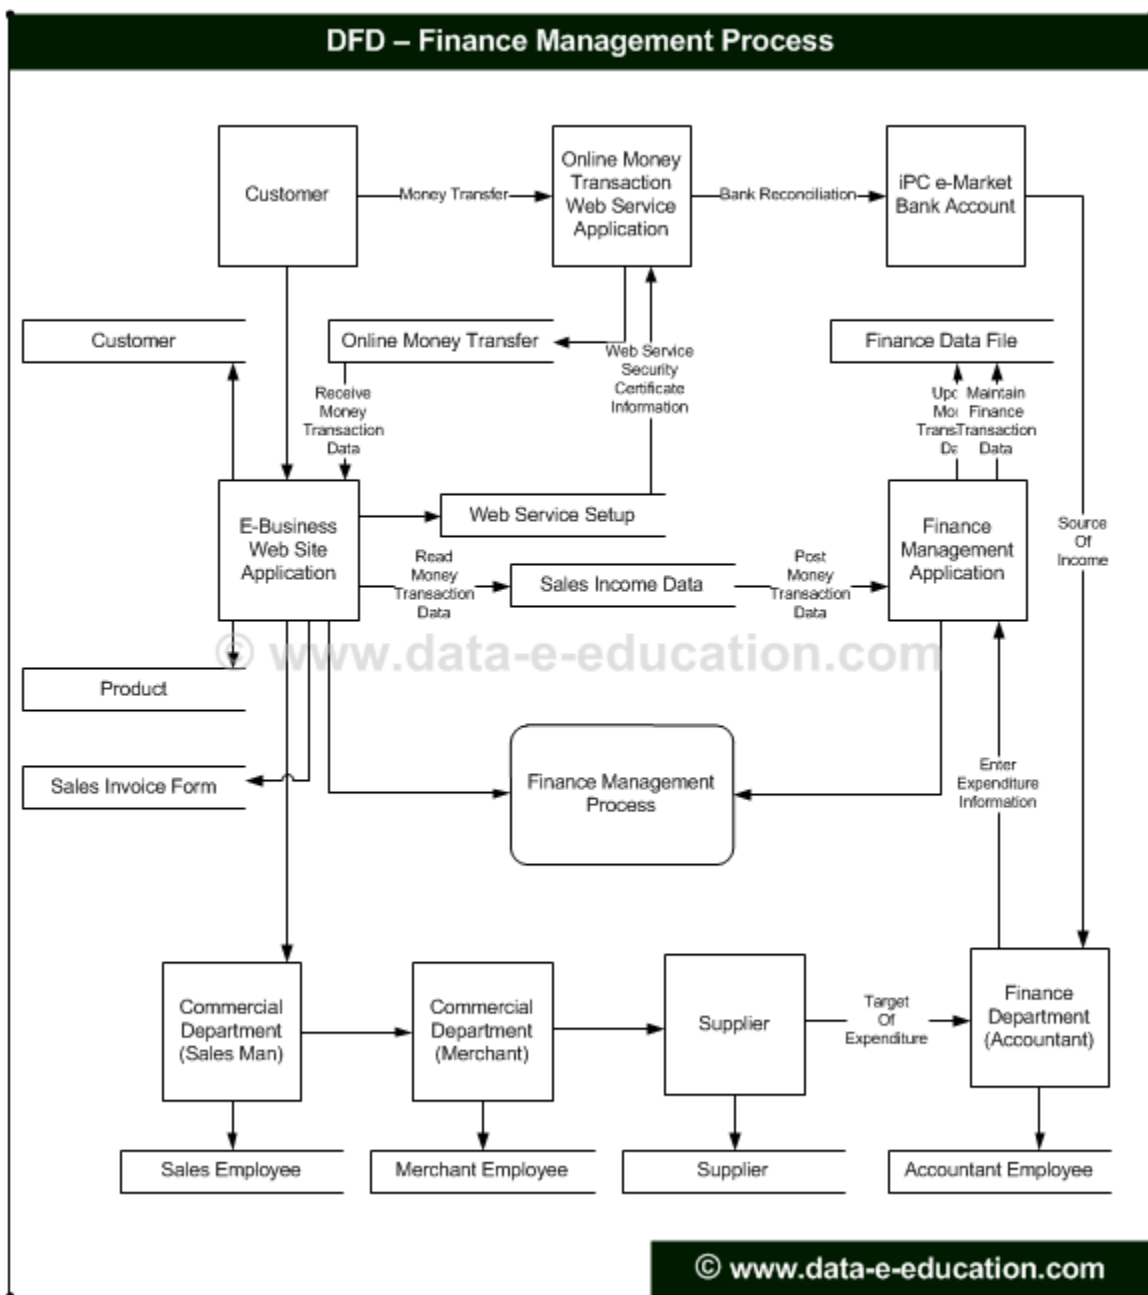 DFD – Finance Management Process
Customer
Money Transfer
Online Money
Transaction
Web Service
Application
Bank Reconciliation
iPC e-Market
Bank Account
Customer
Online Money Transfer
Finance Data File
Web Service
Security
Certificate
Information
Receive
Money
Transaction
Data
Maintain
Finance
Transaction
Data
E-Business
Web Site
Application
Web Service Setup
Finance
Management
Application
Source
Of
Income
Read
Money
Transaction
Data
Sales Income Data
Post
Money
Transaction
Data
© www.data-e-education.com
Product
Sales Invoice Form
Finance Management
Process
Enter
Expenditure
Information
Commercial
Department
(Sales Man)
Commercial
Department
(Merchant)
Supplier
Target
Of
Expenditure
Finance
Department
(Accountant)
Sales Employee
Merchant Employee
Supplier
Accountant Employee
© www.data-e-education.com